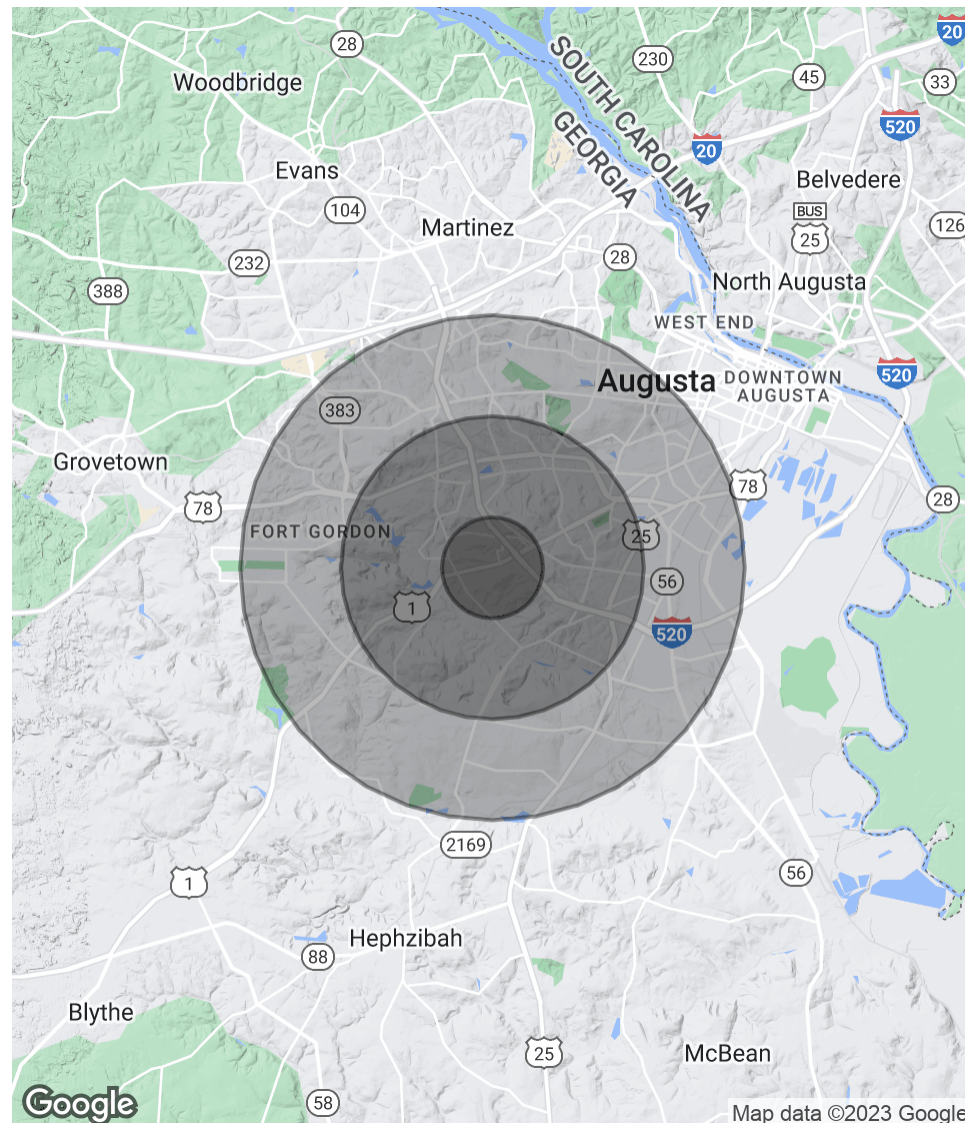 28
230
20
45
33
Woodbridge
SOUTH CAROLINA
GEORGIA
520
20
Evans
Belvedere
104
BUS
25
126
Martinez
232
28
388
North Augusta
WEST END
Augusta
DOWNTOWN
AUGUSTA
520
383
Grovetown
78
78
28
FORT GORDON
25
56
1
520
2169
56
1
Hephzibah
88
Blythe
25
McBean
58
Google
Map data ©2023 Google